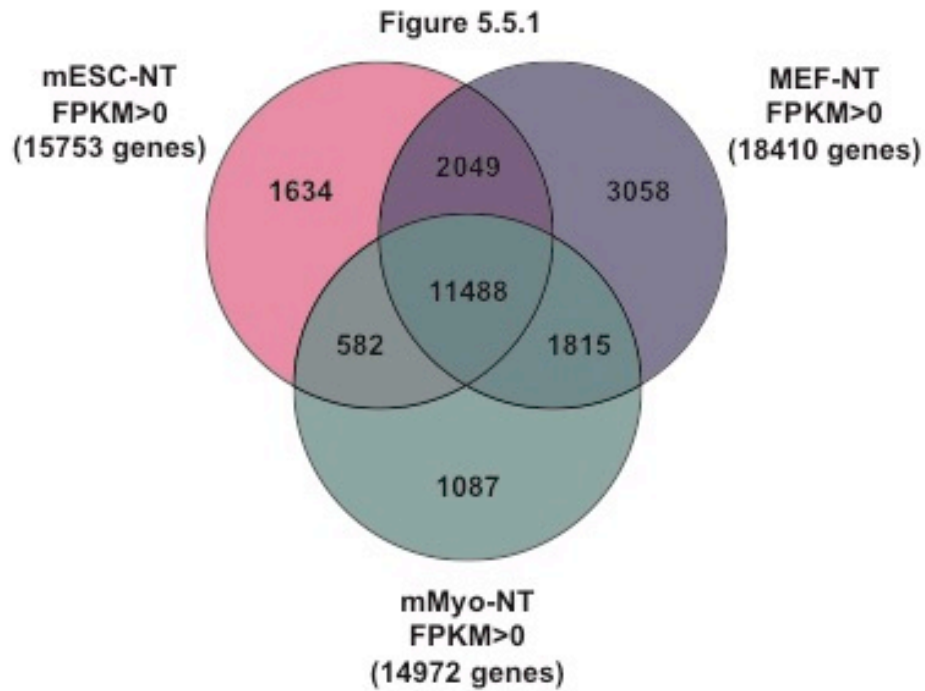 Figure 5.5.1
mESC-NT
FPKM>0
(15753 genes)
MEF-NT
FPKM>0
(18410 genes)
1634
2049
3058
11488
582
1815
1087
mMyo-NT
FPKM>0
(14972 genes)